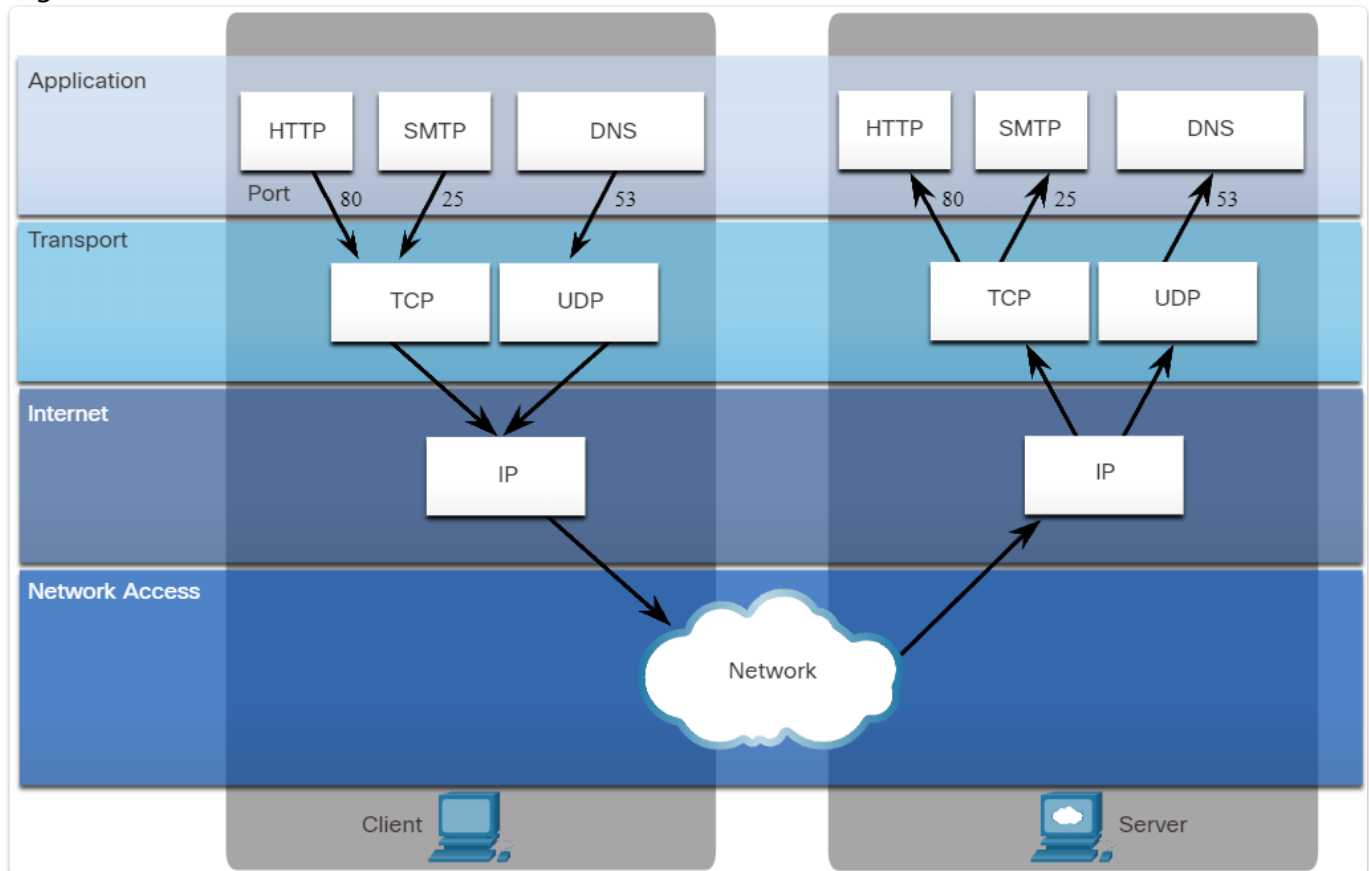 Application
HTTP SMTP DNS HTTP SMTP DNS
Port 80 25 53 80 25 53
Transport
TCP UDP TCP UDP
Internet
IP IP
Network Access
Network
Client Server